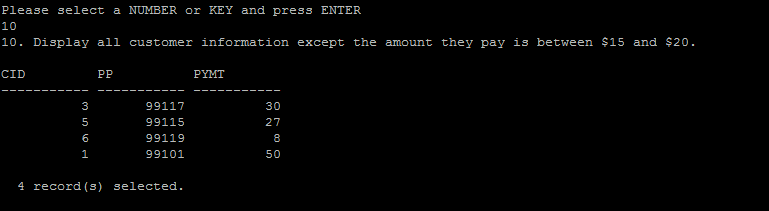 Please select a NUMBER or KEY and press ENTER
10
10. Display all customer information except the amount they pay is between $15 and $20.
CID PP PYMT
----------- ----------- -----------
3 99117 30
5 99115 27
6 99119 8
1 99101 50
4 record(s) selected.